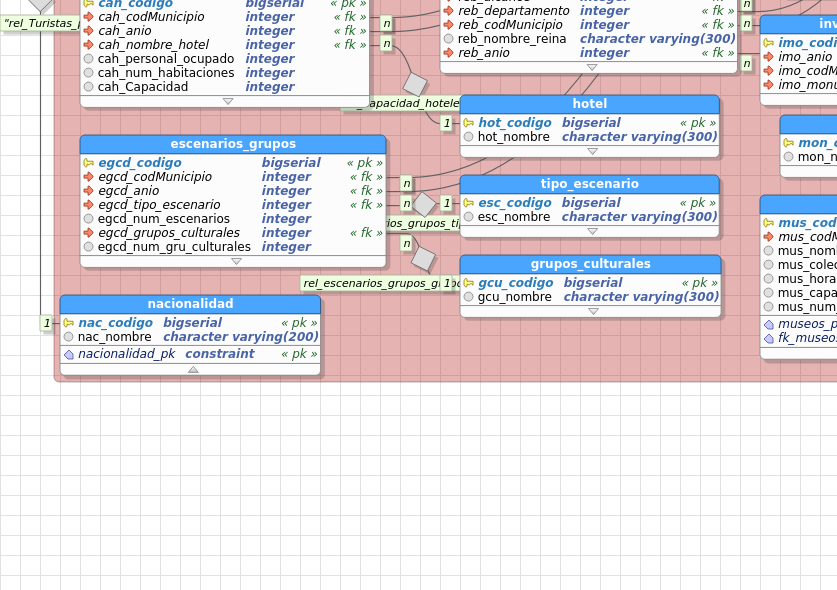 cah_codigo bigserial « pk »
cah_codMunicipio integer « fk »
cah_anio integer « fk »
cah_nombre_hotel integer « fk »
cah_personal_ocupado integer
cah_num_habitaciones integer
cah_Capacidad integer
"rel_Turistas_
n
n
reb_departamento integer « fk »
reb_codMunicipio integer « fk »
reb_nombre_reina character varying(300)
reb_anio integer « fk »
n
n
n
inv
imo_codi
imo_anio
imo_codM
imo_monu
_capacidad_hotele
1
hotel
hot_codigo bigserial « pk »
hot_nombre character varying(300)
mon_c
mon_n
escenarios_grupos
egcd_codigo bigserial « pk »
egcd_codMunicipio integer « fk »
egcd_anio integer « fk »
egcd_tipo_escenario integer « fk »
egcd_num_escenarios integer
egcd_grupos_culturales integer « fk »
egcd_num_gru_culturales integer
n
n
1
ios_grupos_ti
n
tipo_escenario
esc_codigo bigserial « pk »
esc_nombre character varying(300)
rel_escenarios_grupos_g
1
grupos_culturales
gcu_codigo bigserial « pk »
gcu_nombre character varying(300)
mus_cod
mus_codM
mus_nom
mus_colec
mus_hora
mus_capa
mus_num_
museos_p
fk_museo
1
nacionalidad
nac_codigo bigserial « pk »
nac_nombre character varying(200)
nacionalidad_pk constraint « pk »